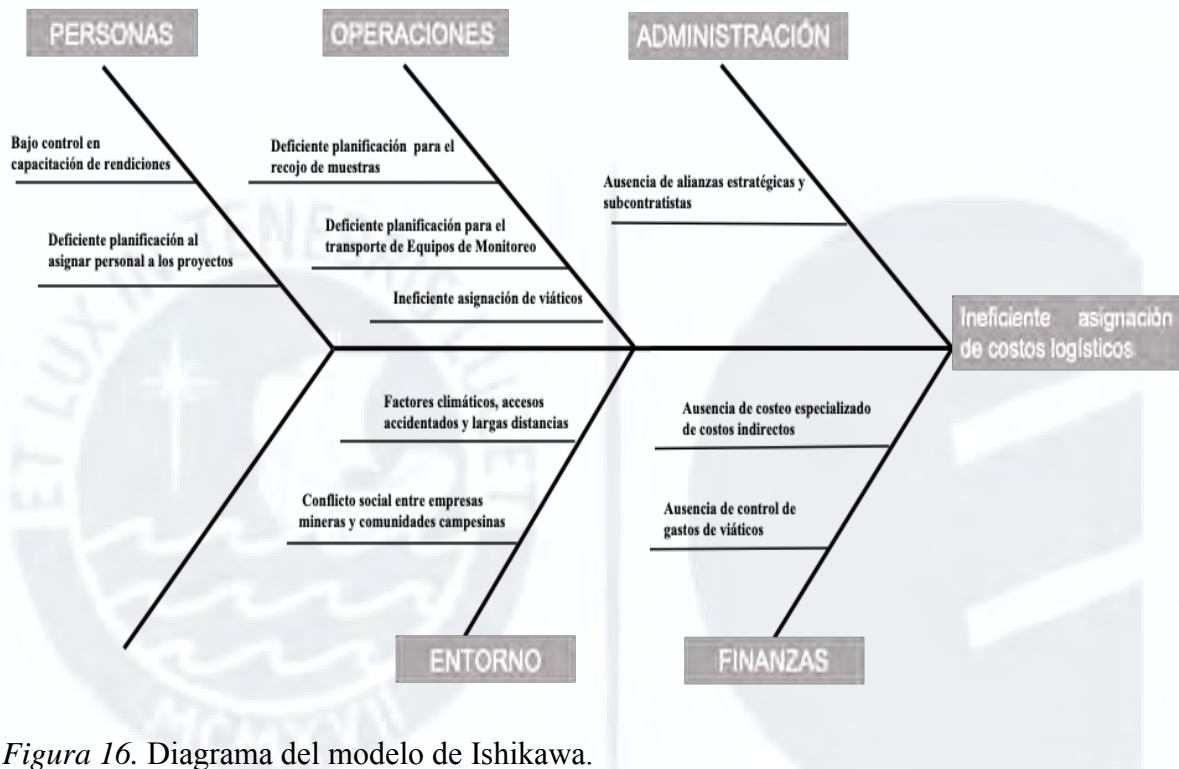 PERSONAS
OPERACIONES
ADMINISTRACIÓN
Bajo control en
capacitación de rendiciones
Deficiente planificación al
asignar personal a los proyectos
Deficiente planificación para el
recojo de muestras
Deficiente planificación para el
transporte de Equipos de Monitoreo
Ineficiente asignación de viáticos
Ausencia de alianzas estratégicas y
subcontratistas
Ineficiente asignación
de costos logísticos
Factores climáticos, accesos
accidentados y largas distancias
Conflicto social entre empresas
mineras y comunidades campesinas
Ausencia de costeo especializado
de costos indirectos
Ausencia de control de
gastos de viáticos
ENTORNO
FINANZAS
ET LUX
MCMXVII
Figura 16. Diagrama del modelo de Ishikawa.